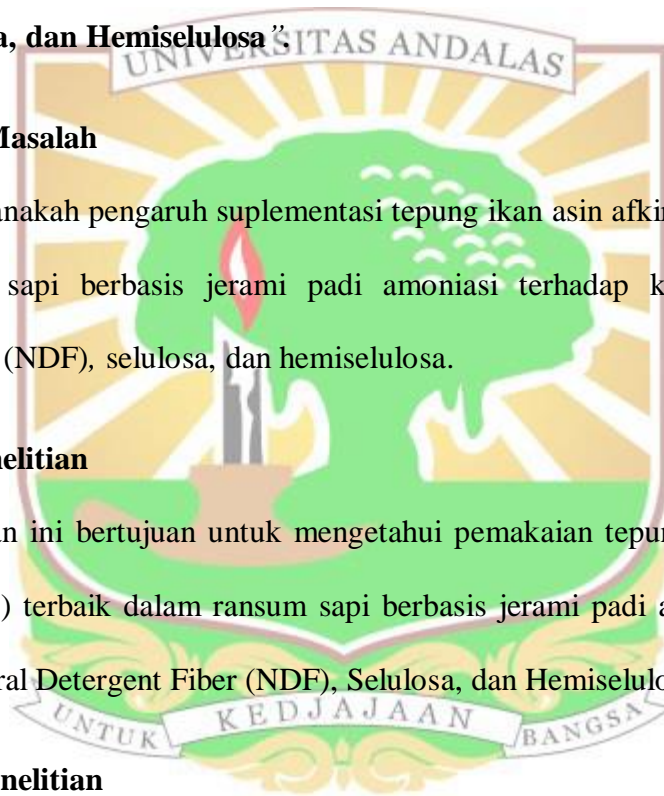 a, dan Hemiselulosa”.
UNIVERSITAS ANDALAS
Masalah
anakah pengaruh suplementasi tepung ikan asin afkir
sapi berbasis jerami padi amoniasi terhadap k
(NDF), selulosa, dan hemiselulosa.
nelitian
an ini bertujuan untuk mengetahui pemakaian tepun
) terbaik dalam ransum sapi berbasis jerami padi a
ral Detergent Fiber (NDF), Selulosa, dan Hemiselulo
UNTUK KEDJAJAAN BANGSA
nelitian